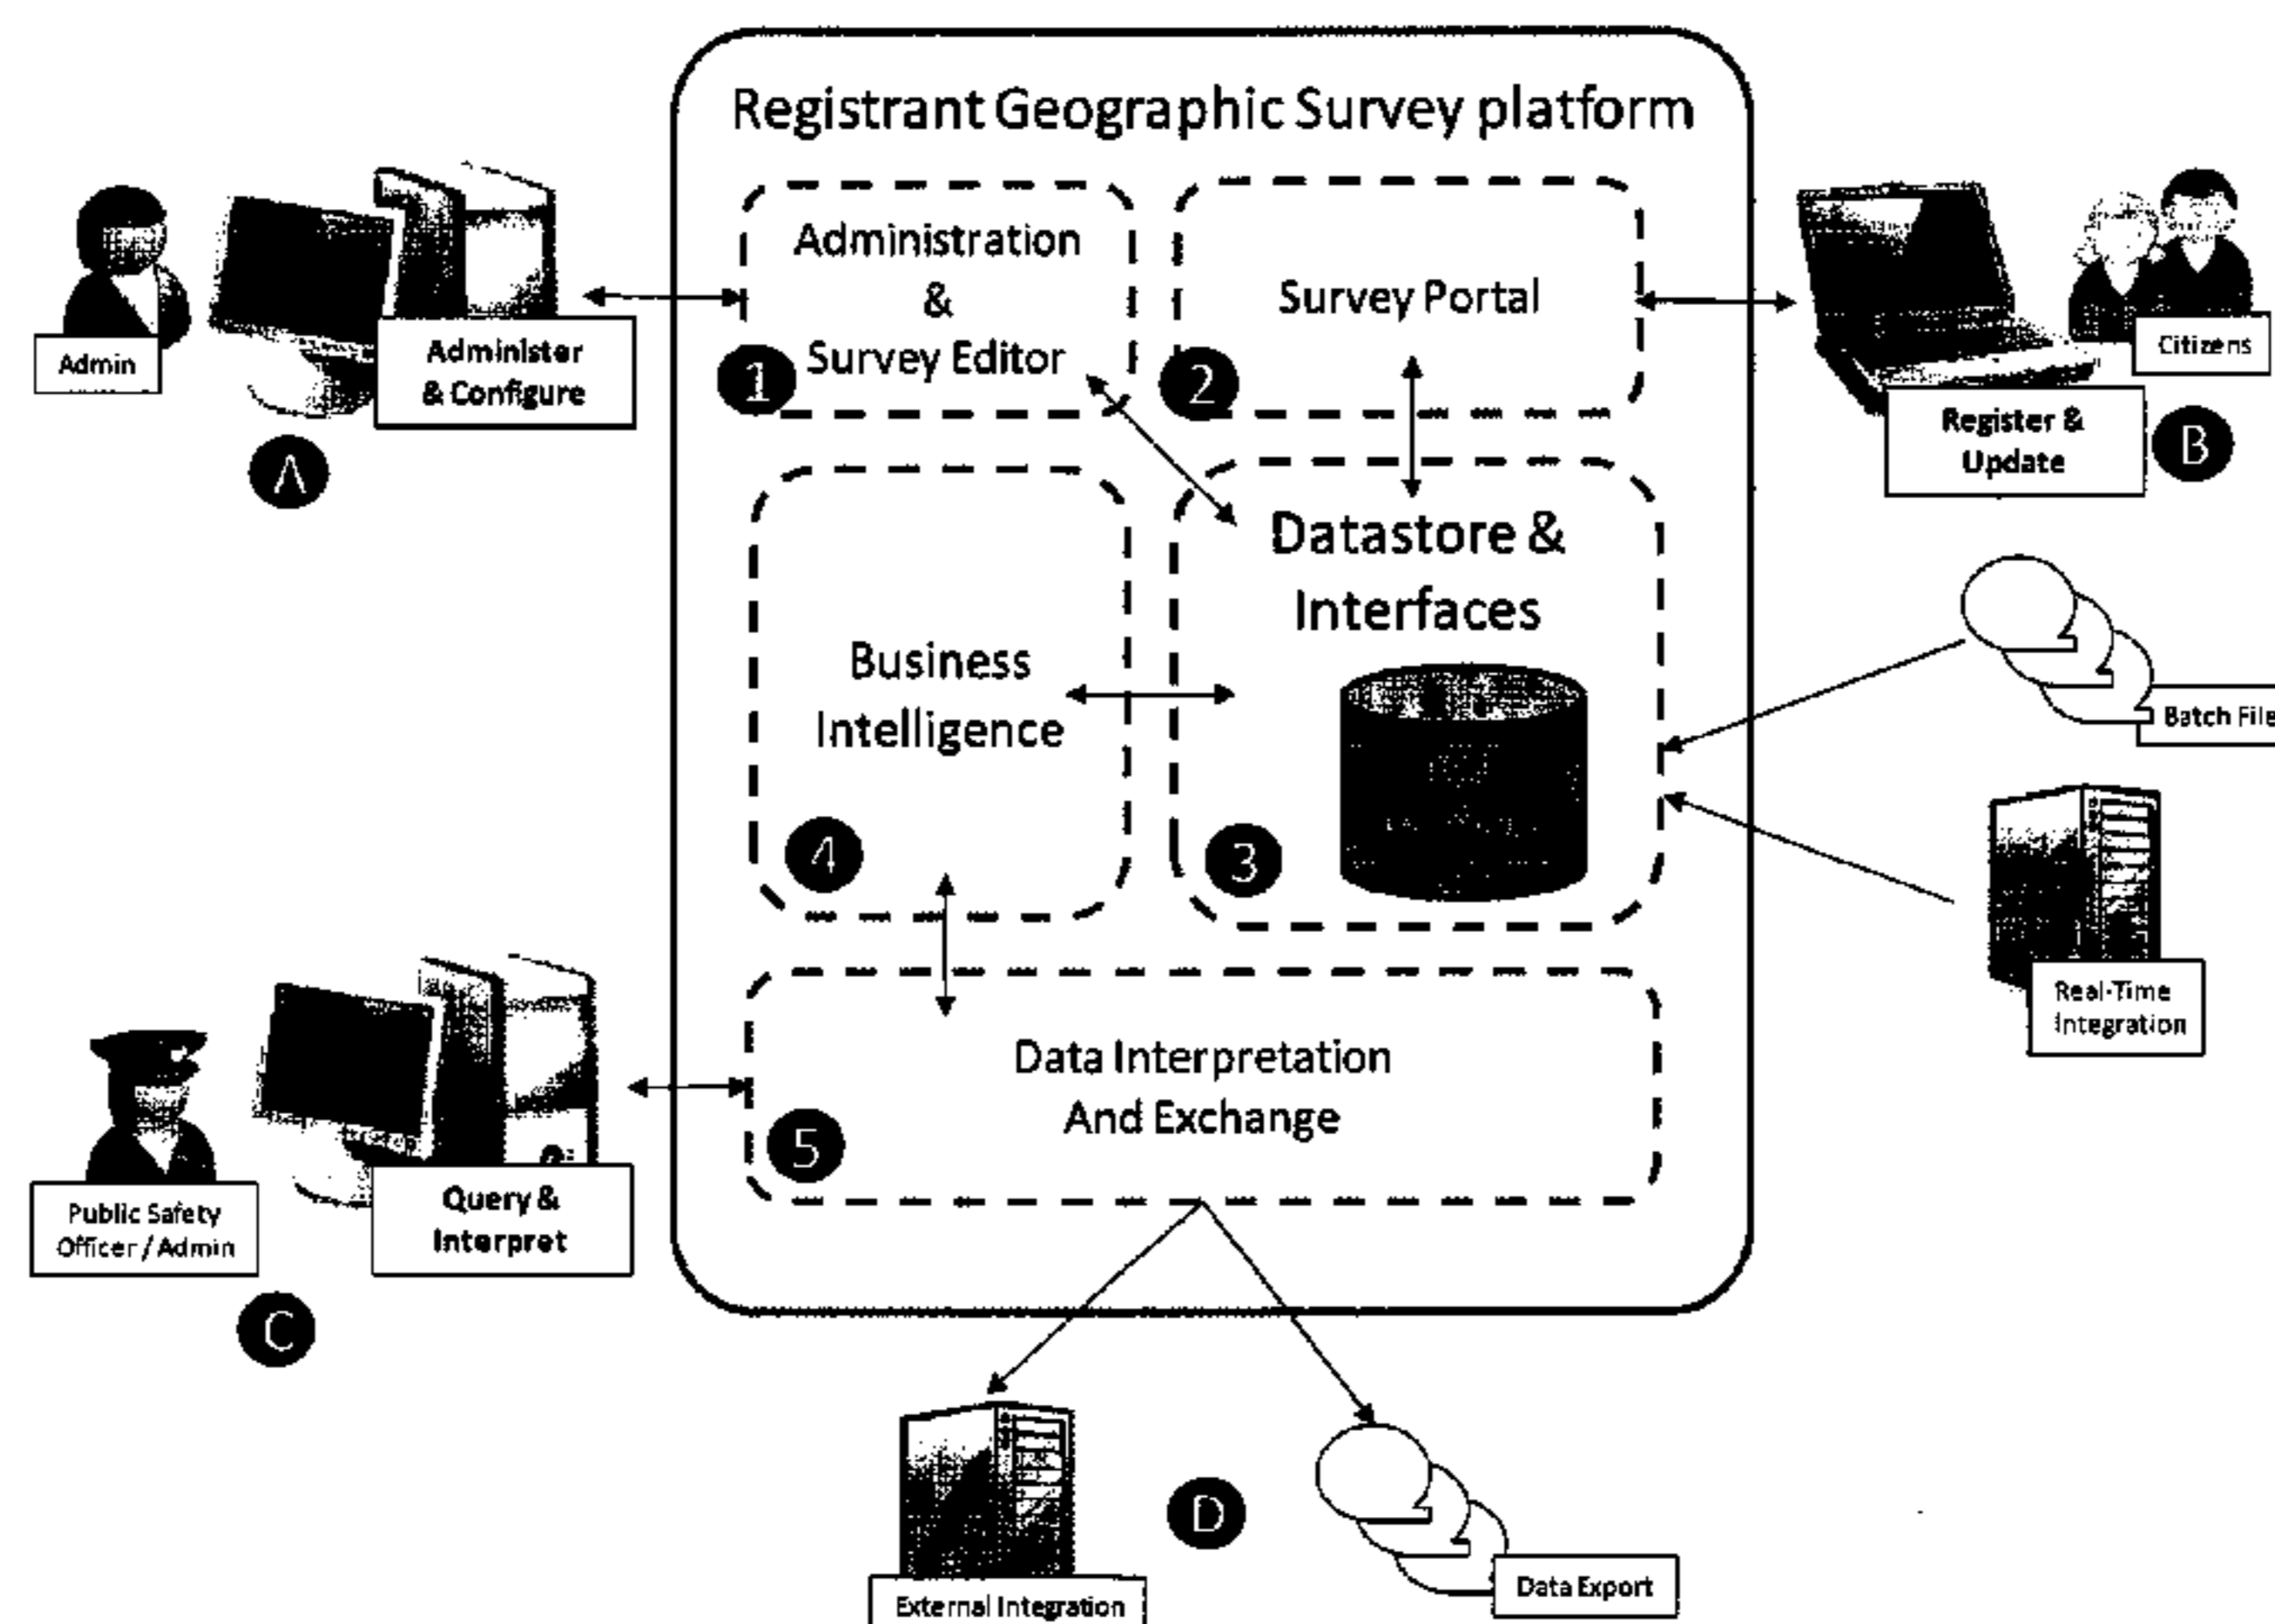 Registrant Geographic Survey platform
Administration
&
Survey Editor
1
Survey Portal
2
Admin
Administer
& Configure
A
Citizens
Register &
Update
B
Datastore &
Interfaces
3
Business
Intelligence
4
Batch File
Real-Time
Integration
Data Interpretation
And Exchange
5
Public Safety
Officer / Admin
Query &
Interpret
C
D
External Integration
Data Export